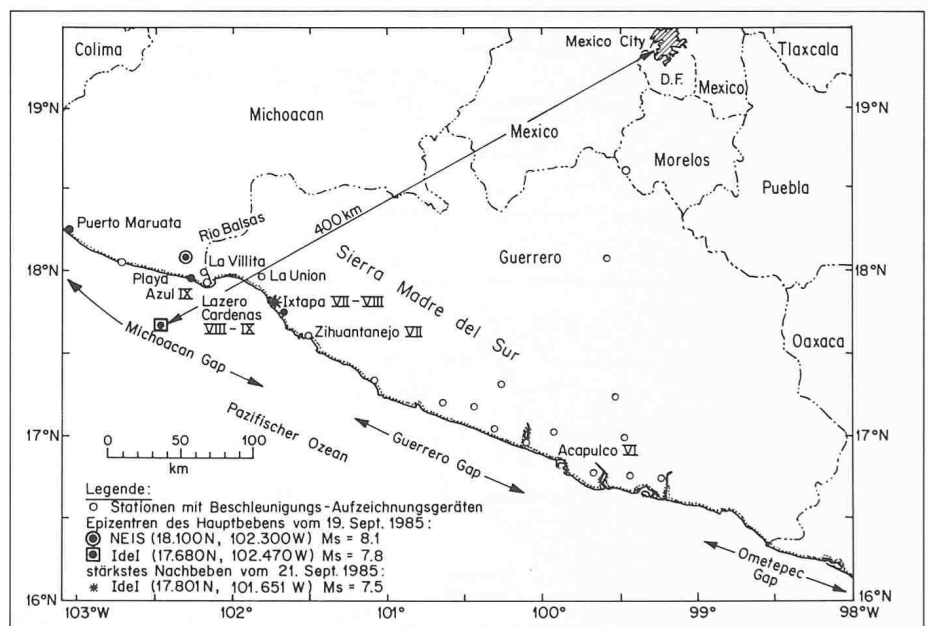 Colima
Mexico City
Tlaxcala
D.F.
Mexico
19°N
19°N
Michoacan
Mexico
Morelos
Puebla
400 km
Puerto Maruata
Rio Balsas
La Villita
La Union
Sierra Madre del Sur
Guerrero
18°N
18°N
Playa
Azul IX
Lazero
Cardenas
VIII - IX
Ixtapa VII - VIII
Zihuantanejo VII
Oaxaca
Michoacan Gap
Pazifischer Ozean
Guerrero Gap
Acapulco VI
17°N
17°N
0 50 100
km
Legende:
Stationen mit Beschleunigungs-Aufzeichnungsgeräten
Epizentren des Hauptbebens vom 19. Sept. 1985:
NEIS (18.100N, 102.300W) Ms = 8.1
IdeI (17.680N, 102.470W) Ms = 7.8
stärkstes Nachbeben vom 21. Sept. 1985:
IdeI (17.801N, 101.651 W) Ms = 7.5
Ometepec
Gap
16°N
16°N
103°W 102°W 101°W 100°W 99°W 98°W